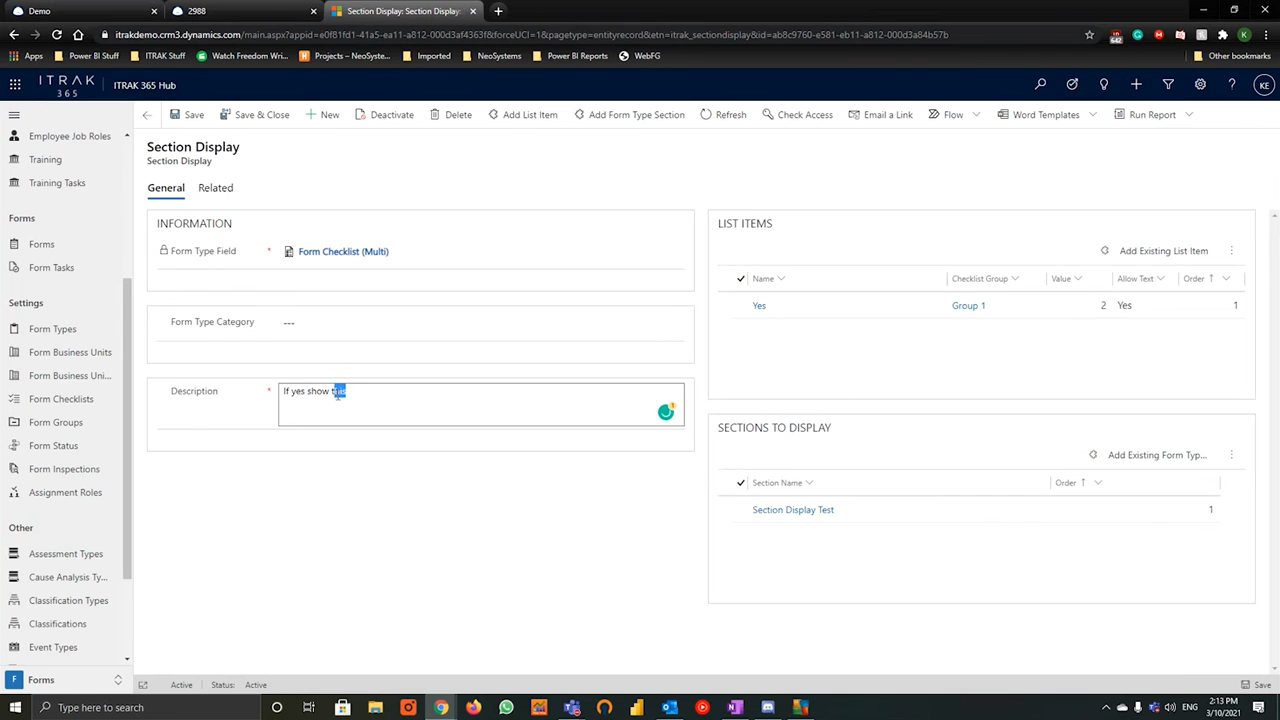 Demo
2988
Section Display: Section Display:
itrakdemo.crm3.dynamics.com/main.aspx?appid=e0f81fd1-41a5-ea11-a812-000d3af4363f&forceUCI=1&pagetype=entityrecord&etn=itrak_sectiondisplay&id=ab8c9760-e581-eb11-a812-000d3a84b57b
642
Apps
Power BI Stuff
ITRAK Stuff
Watch Freedom Wri...
Projects – NeoSyste...
Imported
NeoSystems
Power BI Reports
WebFG
Other bookmarks
ITRAK
365
ITRAK 365 Hub
KE
Save
Save & Close
New
Deactivate
Delete
Add List Item
Add Form Type Section
Refresh
Check Access
Email a Link
Flow
Word Templates
Run Report
Employee Job Roles
Training
Training Tasks
Forms
Forms
Form Tasks
Settings
Form Types
Form Business Units
Form Business Uni...
Form Checklists
Form Groups
Form Status
Form Inspections
Assignment Roles
Other
Assessment Types
Cause Analysis Ty...
Classification Types
Classifications
Event Types
F Forms
Section Display
Section Display
General Related
INFORMATION
Form Type Field * Form Checklist (Multi)
Form Type Category ---
Description * If yes show this
LIST ITEMS
Add Existing List Item
Name Checklist Group Value Allow Text Order
Yes Group 1 2 Yes 1
SECTIONS TO DISPLAY
Add Existing Form Typ...
Section Name Order
Section Display Test 1
Active Status: Active
Save
Type here to search
2:13 PM
3/10/2021